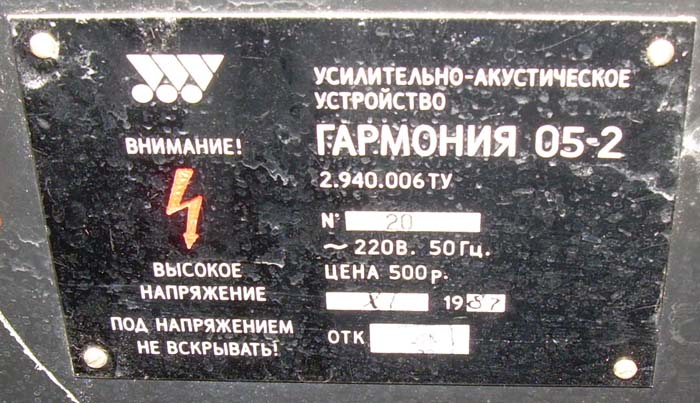 ВНИМАНИЕ!
ВЫСОКОЕ
НАПРЯЖЕНИЕ
ПОД НАПРЯЖЕНИЕМ
НЕ ВСКРЫВАТЬ!
УСИЛИТЕЛЬНО-АКУСТИЧЕСКОЕ
УСТРОЙСТВО
ГАРМОНИЯ 05-2
2.940.006ТУ
№ 20
~ 220В. 50Гц.
ЦЕНА 500р.
XI 1987
ОТК